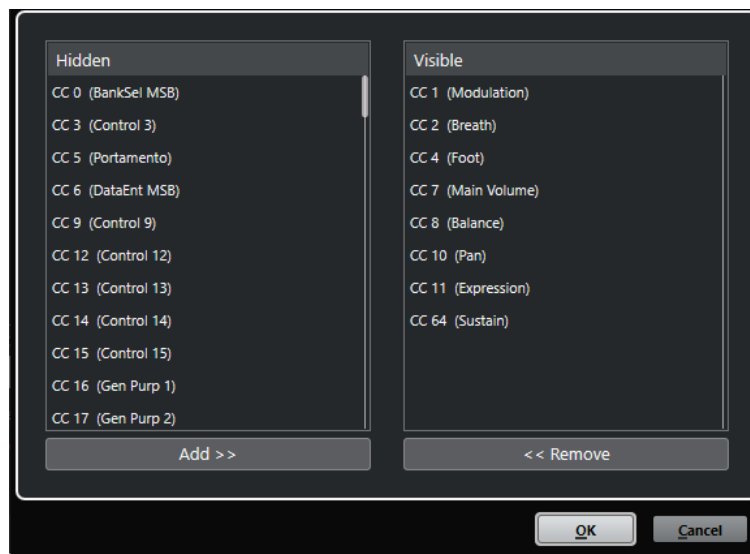 Hidden
CC 0 (BankSel MSB)
CC 3 (Control 3)
CC 5 (Portamento)
CC 6 (DataEnt MSB)
CC 9 (Control 9)
CC 12 (Control 12)
CC 13 (Control 13)
CC 14 (Control 14)
CC 15 (Control 15)
CC 16 (Gen Purp 1)
CC 17 (Gen Purp 2)
Add >>
Visible
CC 1 (Modulation)
CC 2 (Breath)
CC 4 (Foot)
CC 7 (Main Volume)
CC 8 (Balance)
CC 10 (Pan)
CC 11 (Expression)
CC 64 (Sustain)
<< Remove
OK
Cancel